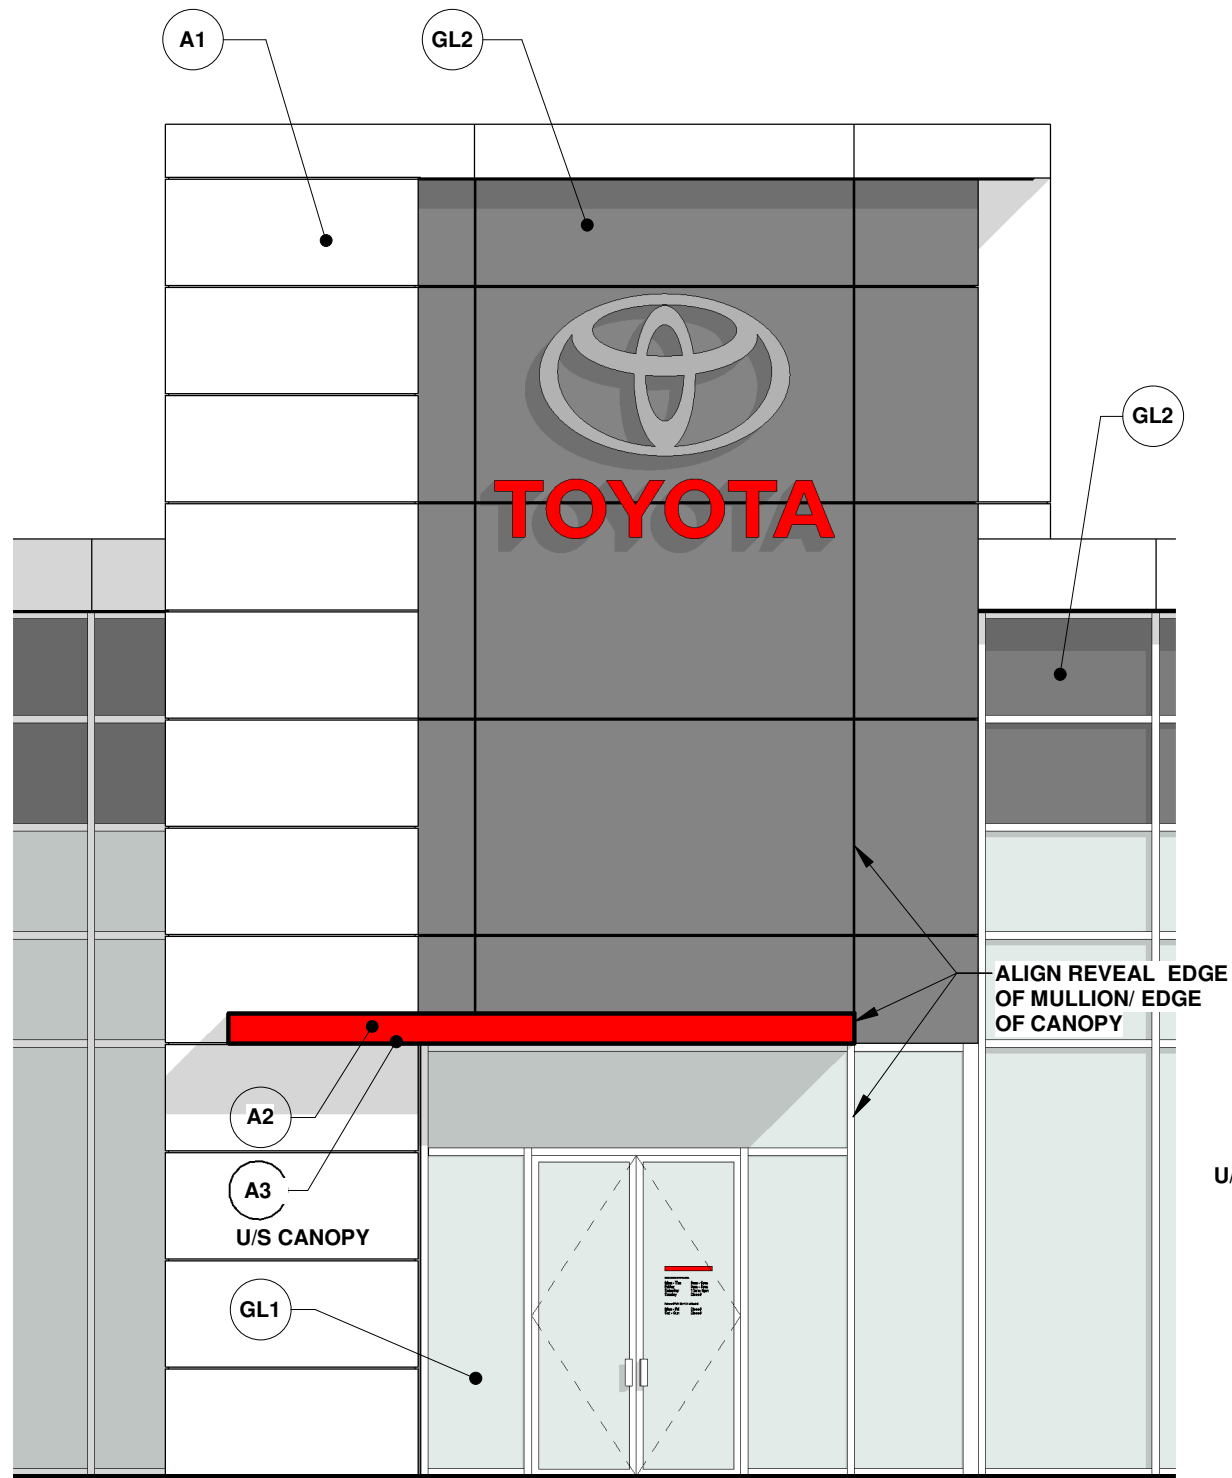 A1
GL2
TOYOTA
GL2
ALIGN REVEAL EDGE
OF MULLION/ EDGE
OF CANOPY
A2
A3
U/S CANOPY
GL1